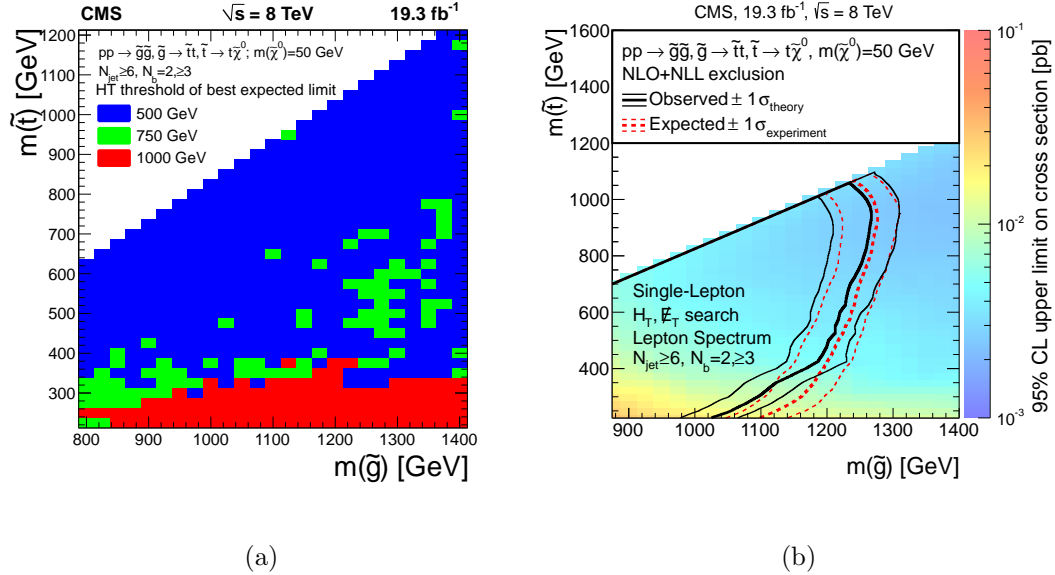 CMS √s = 8 TeV 19.3 fb⁻¹
m(t̃) [GeV]
1200
1100
1000
900
800
700
600
500
400
300
pp → g̃g̃, g̃ → t̃t, t̃ → tχ̃⁰; m(χ̃⁰)=50 GeV
N_jet≥6, N_b=2,≥3
HT threshold of best expected limit
500 GeV
750 GeV
1000 GeV
800 900 1000 1100 1200 1300 1400
m(g̃) [GeV]
(a)
CMS, 19.3 fb⁻¹, √s = 8 TeV
m(t̃) [GeV]
1600
1400
1200
1000
800
600
400
pp → g̃g̃, g̃ → t̃t, t̃ → tχ̃⁰, m(χ̃⁰)=50 GeV
NLO+NLL exclusion
Observed ± 1σ_theory
Expected ± 1σ_experiment
Single-Lepton
H_T, E̸_T search
Lepton Spectrum
N_jet≥6, N_b=2,≥3
900 1000 1100 1200 1300 1400
m(g̃) [GeV]
10⁻¹
10⁻²
10⁻³
95% CL upper limit on cross section [pb]
(b)